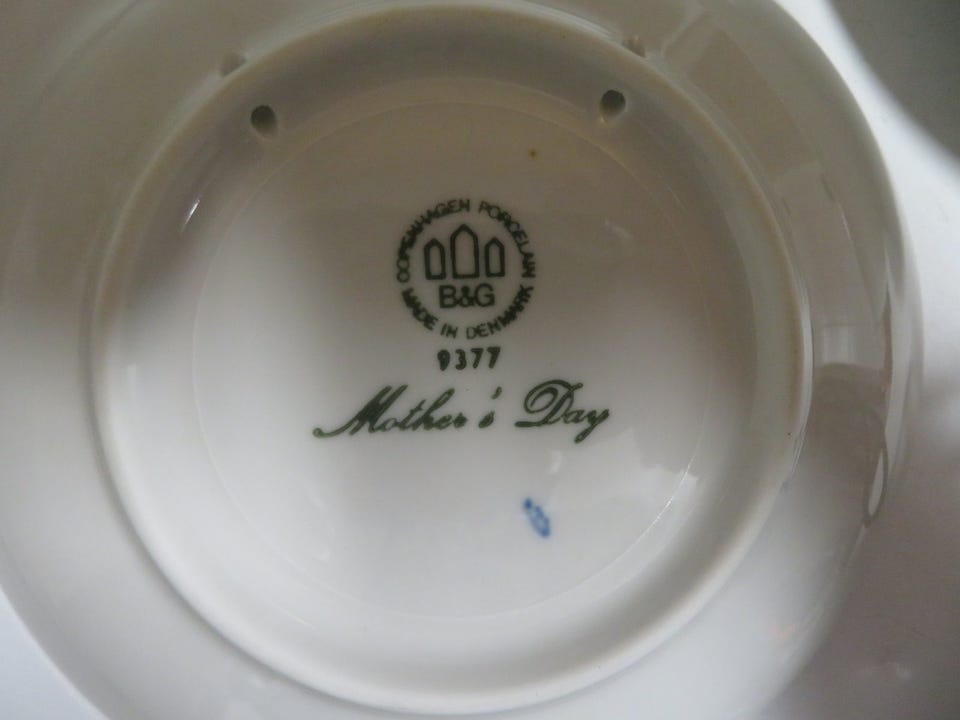 COPENHAGEN PORCELAIN
B&G
MADE IN DENMARK
9377
Mother's Day